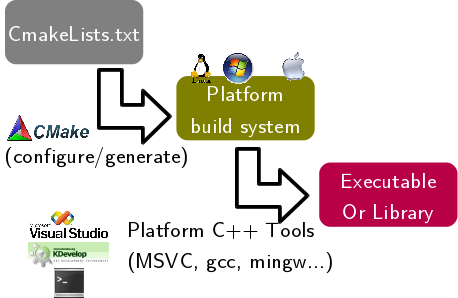 CmakeLists.txt
Platform
build system
CMake
(configure/generate)
Executable
Or Library
Visual Studio
KDevelop
Platform C++ Tools
(MSVC, gcc, mingw...)
>_